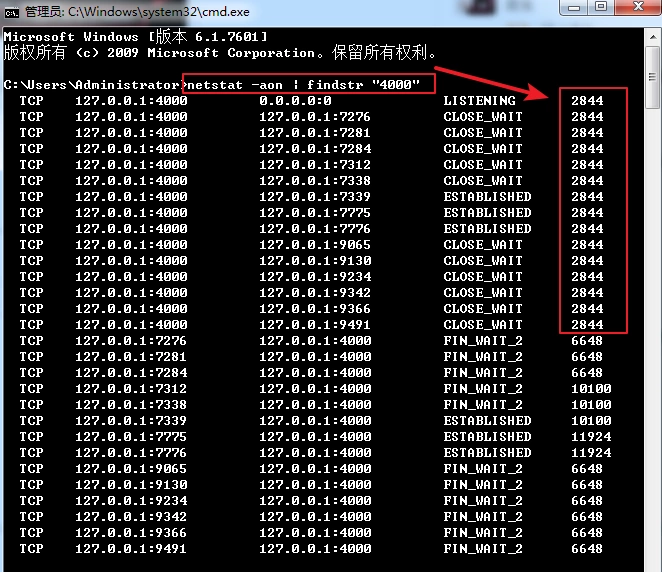 管理员: C:\Windows\system32\cmd.exe
Microsoft Windows [版本 6.1.7601]
版权所有 (c) 2009 Microsoft Corporation。保留所有权利。
C:\Users\Administrator>netstat -aon | findstr "4000"
TCP 127.0.0.1:4000 0.0.0.0:0 LISTENING 2844
TCP 127.0.0.1:4000 127.0.0.1:7276 CLOSE_WAIT 2844
TCP 127.0.0.1:4000 127.0.0.1:7281 CLOSE_WAIT 2844
TCP 127.0.0.1:4000 127.0.0.1:7284 CLOSE_WAIT 2844
TCP 127.0.0.1:4000 127.0.0.1:7312 CLOSE_WAIT 2844
TCP 127.0.0.1:4000 127.0.0.1:7338 CLOSE_WAIT 2844
TCP 127.0.0.1:4000 127.0.0.1:7339 ESTABLISHED 2844
TCP 127.0.0.1:4000 127.0.0.1:7775 ESTABLISHED 2844
TCP 127.0.0.1:4000 127.0.0.1:7776 ESTABLISHED 2844
TCP 127.0.0.1:4000 127.0.0.1:9065 CLOSE_WAIT 2844
TCP 127.0.0.1:4000 127.0.0.1:9130 CLOSE_WAIT 2844
TCP 127.0.0.1:4000 127.0.0.1:9234 CLOSE_WAIT 2844
TCP 127.0.0.1:4000 127.0.0.1:9342 CLOSE_WAIT 2844
TCP 127.0.0.1:4000 127.0.0.1:9366 CLOSE_WAIT 2844
TCP 127.0.0.1:4000 127.0.0.1:9491 CLOSE_WAIT 2844
TCP 127.0.0.1:7276 127.0.0.1:4000 FIN_WAIT_2 6648
TCP 127.0.0.1:7281 127.0.0.1:4000 FIN_WAIT_2 6648
TCP 127.0.0.1:7284 127.0.0.1:4000 FIN_WAIT_2 6648
TCP 127.0.0.1:7312 127.0.0.1:4000 FIN_WAIT_2 10100
TCP 127.0.0.1:7338 127.0.0.1:4000 FIN_WAIT_2 10100
TCP 127.0.0.1:7339 127.0.0.1:4000 ESTABLISHED 10100
TCP 127.0.0.1:7775 127.0.0.1:4000 ESTABLISHED 11924
TCP 127.0.0.1:7776 127.0.0.1:4000 ESTABLISHED 11924
TCP 127.0.0.1:9065 127.0.0.1:4000 FIN_WAIT_2 6648
TCP 127.0.0.1:9130 127.0.0.1:4000 FIN_WAIT_2 6648
TCP 127.0.0.1:9234 127.0.0.1:4000 FIN_WAIT_2 6648
TCP 127.0.0.1:9342 127.0.0.1:4000 FIN_WAIT_2 6648
TCP 127.0.0.1:9366 127.0.0.1:4000 FIN_WAIT_2 6648
TCP 127.0.0.1:9491 127.0.0.1:4000 FIN_WAIT_2 6648